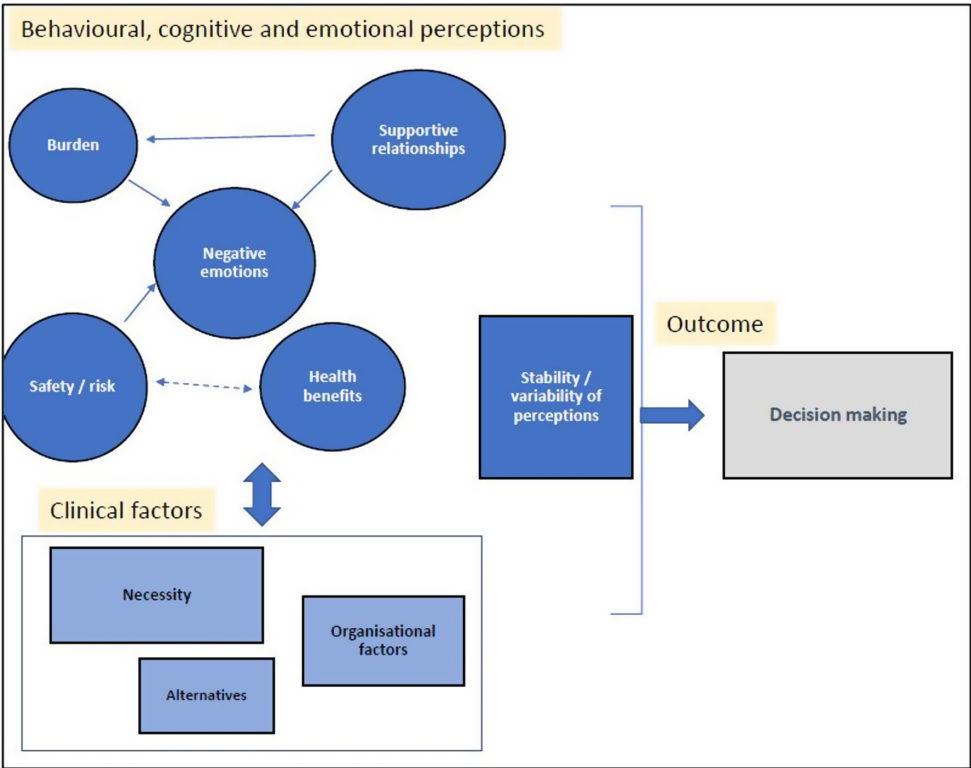 Behavioural, cognitive and emotional perceptions
Burden
Supportive
relationships
Negative
emotions
Safety / risk
Health
benefits
Stability /
variability of
perceptions
Outcome
Decision making
Clinical factors
Necessity
Organisational
factors
Alternatives